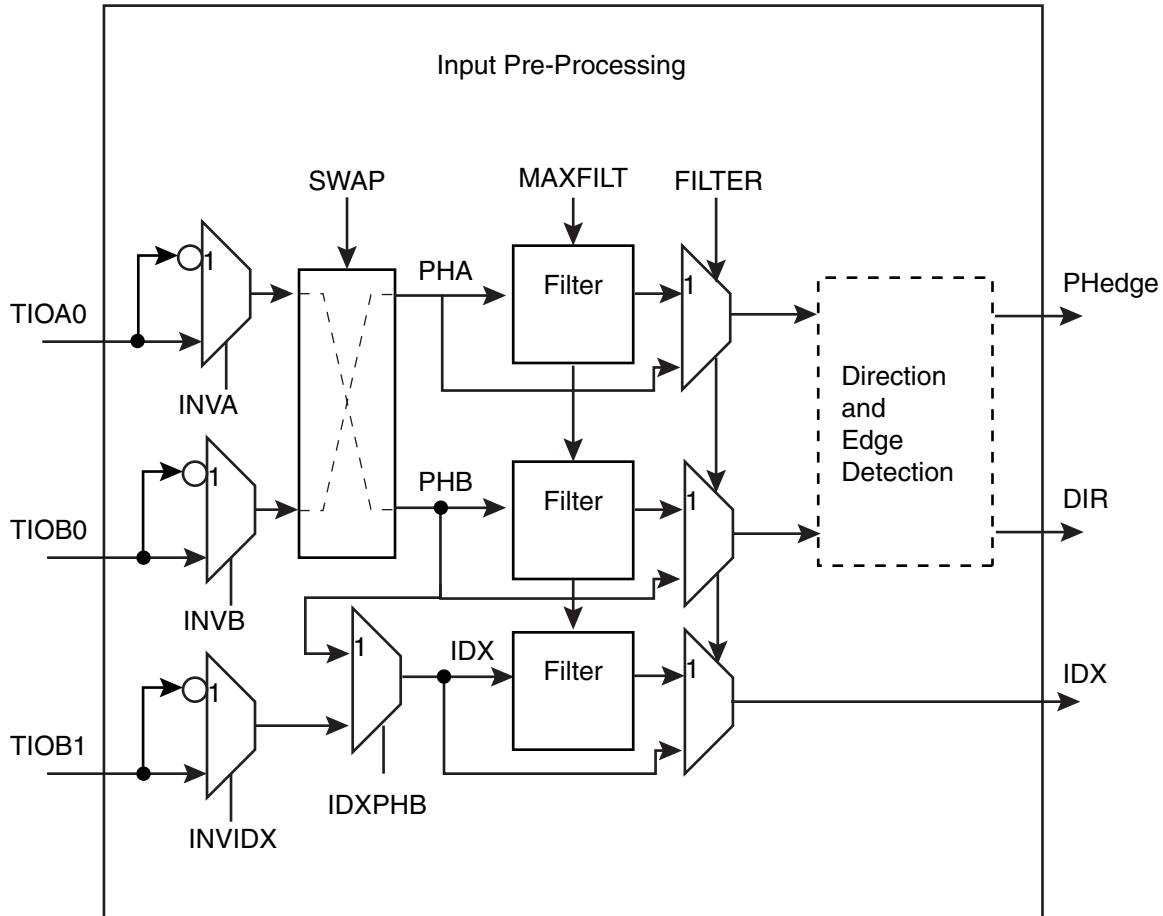 Input Pre-Processing
SWAP
MAXFILT
FILTER
1
PHA
Filter
1
PHedge
TIOA0
Direction
and
Edge
Detection
INVA
1
PHB
Filter
1
DIR
TIOB0
INVB
1
IDX
Filter
1
IDX
1
TIOB1
IDXPHB
INVIDX